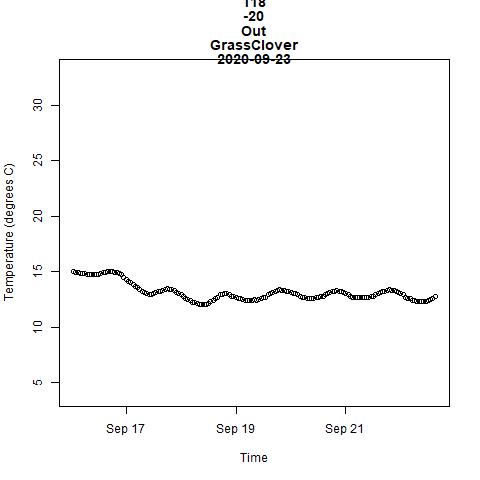 T18
-20
Out
GrassClover
2020-09-23
30
25
20
15
10
5
Temperature (degrees C)
Sep 17 Sep 19 Sep 21
Time